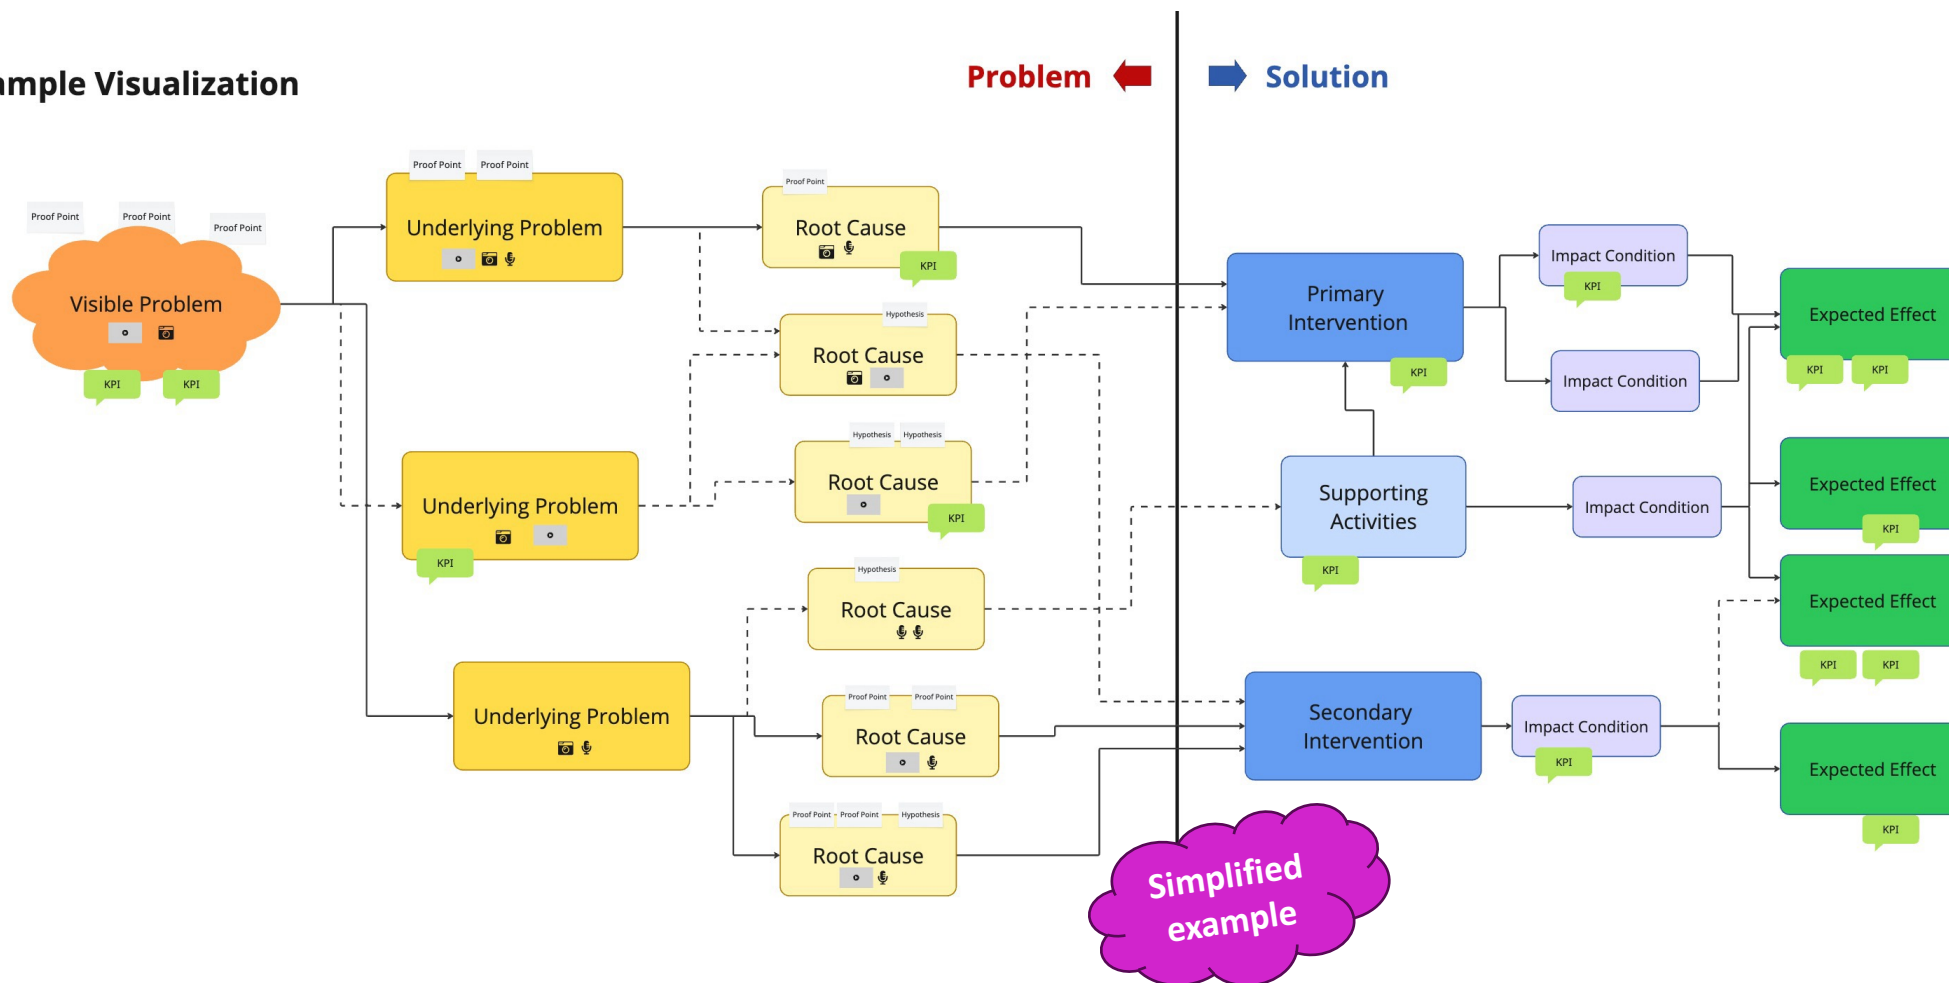 ample Visualization
Problem
Solution
Proof Point
Proof Point
Proof Point
Visible Problem
KPI
KPI
Proof Point
Proof Point
Underlying Problem
Underlying Problem
KPI
Underlying Problem
Proof Point
Root Cause
KPI
Hypothesis
Root Cause
Hypothesis
Hypothesis
Root Cause
KPI
Hypothesis
Root Cause
Proof Point
Proof Point
Root Cause
Proof Point
Proof Point
Hypothesis
Root Cause
Primary
Intervention
KPI
Supporting
Activities
KPI
Secondary
Intervention
Impact Condition
KPI
Impact Condition
Impact Condition
Impact Condition
KPI
Expected Effect
KPI
KPI
Expected Effect
KPI
Expected Effect
KPI
KPI
Expected Effect
KPI
Simplified
example